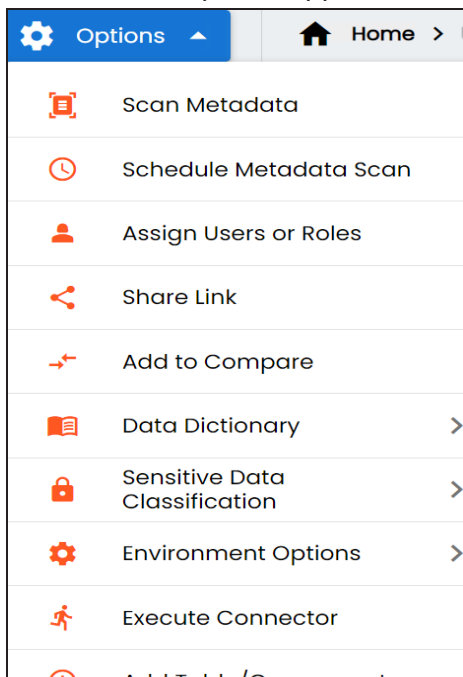 Options
Home >
Scan Metadata
Schedule Metadata Scan
Assign Users or Roles
Share Link
Add to Compare
Data Dictionary
Sensitive Data
Classification
Environment Options
Execute Connector